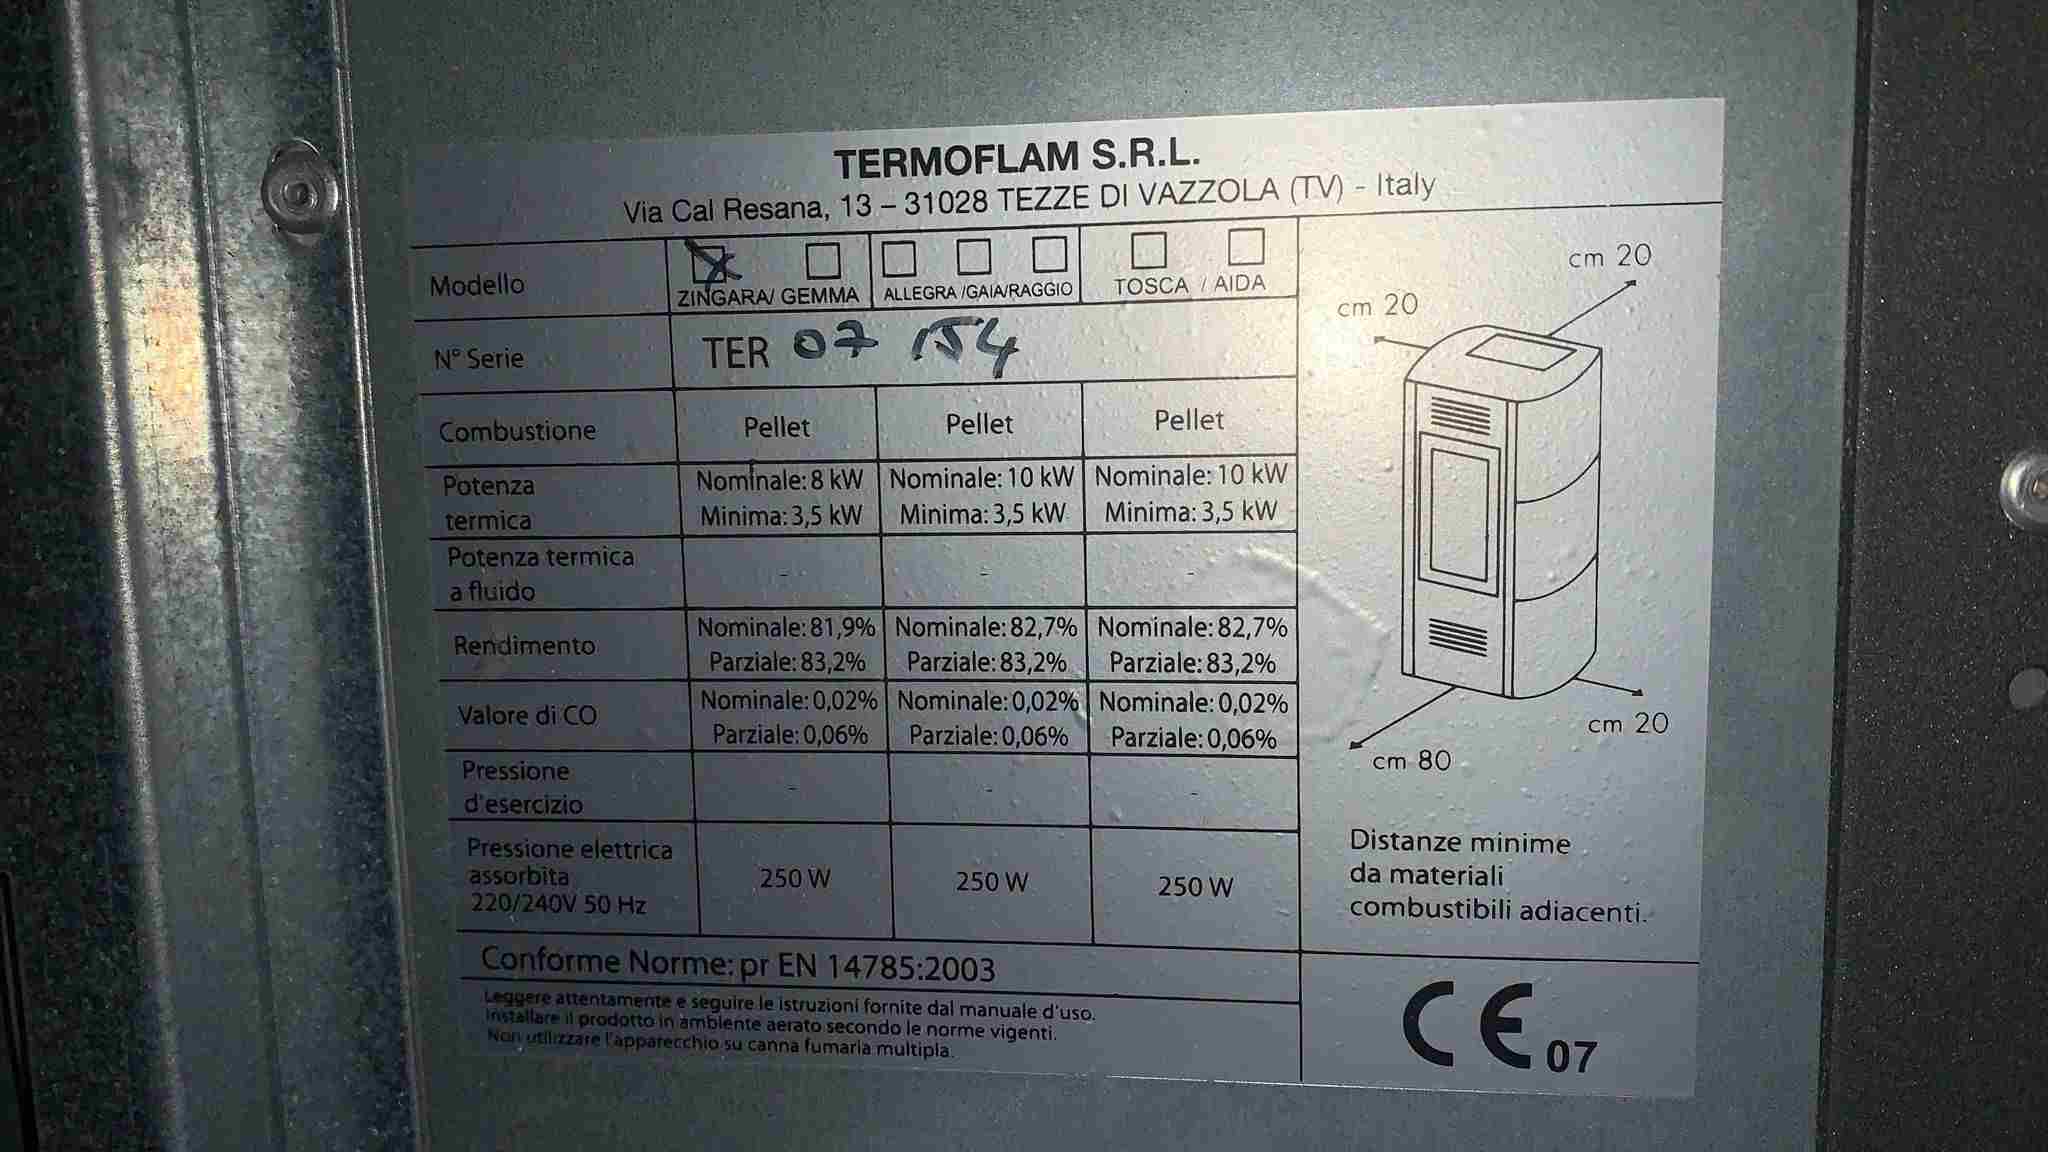 TERMOFLAM S.R.L.
Via Cal Resana, 13 – 31028 TEZZE DI VAZZOLA (TV) - Italy
Modello
ZINGARA/ GEMMA
ALLEGRA /GAIA/RAGGIO
TOSCA / AIDA
N° Serie
TER 07 154
Combustione
Pellet
Pellet
Pellet
Potenza
termica
Nominale: 8 kW
Minima: 3,5 kW
Nominale: 10 kW
Minima: 3,5 kW
Nominale: 10 kW
Minima: 3,5 kW
Potenza termica
a fluido
-
-
-
Rendimento
Nominale: 81,9%
Parziale: 83,2%
Nominale: 82,7%
Parziale: 83,2%
Nominale: 82,7%
Parziale: 83,2%
Valore di CO
Nominale: 0,02%
Parziale: 0,06%
Nominale: 0,02%
Parziale: 0,06%
Nominale: 0,02%
Parziale: 0,06%
Pressione
d'esercizio
-
-
-
Pressione elettrica
assorbita
220/240V 50 Hz
250 W
250 W
250 W
Conforme Norme: pr EN 14785:2003
Leggere attentamente e seguire le istruzioni fornite dal manuale d'uso.
Installare il prodotto in ambiente aerato secondo le norme vigenti.
Non utilizzare l'apparecchio su canna fumaria multipla.
cm 20
cm 20
cm 20
cm 80
Distanze minime
da materiali
combustibili adiacenti.
CE 07